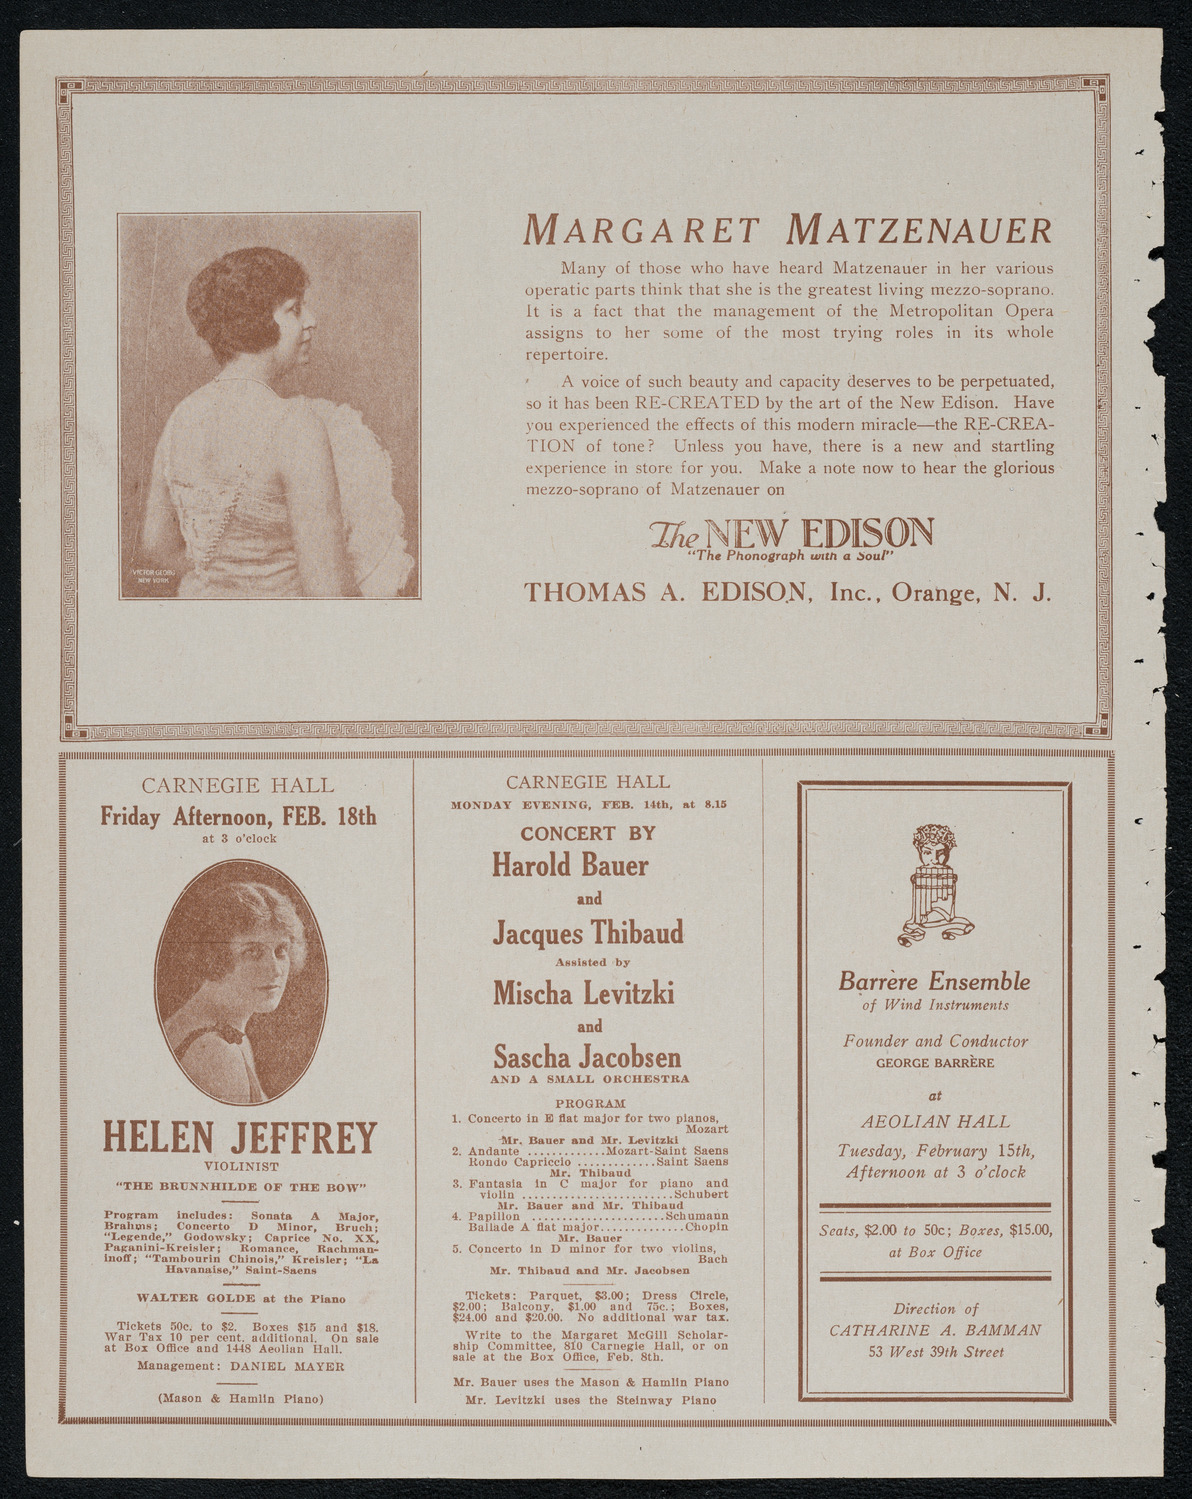 MARGARET MATZENAUER
Many of those who have heard Matzenauer in her various
operatic parts think that she is the greatest living mezzo-soprano.
It is a fact that the management of the Metropolitan Opera
assigns to her some of the most trying roles in its whole
repertoire.
A voice of such beauty and capacity deserves to be perpetuated,
so it has been RE-CREATED by the art of the New Edison. Have
you experienced the effects of this modern miracle—the RE-CREA-
TION of tone? Unless you have, there is a new and startling
experience in store for you. Make a note now to hear the glorious
mezzo-soprano of Matzenauer on
The NEW EDISON
"The Phonograph with a Soul"
THOMAS A. EDISON, Inc., Orange, N. J.
VICTOR GEORG
NEW YORK
CARNEGIE HALL
Friday Afternoon, FEB. 18th
at 3 o'clock
HELEN JEFFREY
VIOLINIST
"THE BRUNNHILDE OF THE BOW"
Program includes: Sonata A Major,
Brahms; Concerto D Minor, Bruch;
"Legende," Godowsky; Caprice No. XX,
Paganini-Kreisler; Romance, Rachman-
inoff; "Tambourin Chinois," Kreisler; "La
Havanaise," Saint-Saens
WALTER GOLDE at the Piano
Tickets 50c. to $2. Boxes $15 and $18.
War Tax 10 per cent. additional. On sale
at Box Office and 1448 Aeolian Hall.
Management: DANIEL MAYER
(Mason & Hamlin Piano)
CARNEGIE HALL
MONDAY EVENING, FEB. 14th, at 8.15
CONCERT BY
Harold Bauer
and
Jacques Thibaud
Assisted by
Mischa Levitzki
and
Sascha Jacobsen
AND A SMALL ORCHESTRA
PROGRAM
1. Concerto in E flat major for two pianos,
Mozart
Mr. Bauer and Mr. Levitzki
2. Andante ............Mozart-Saint Saens
Rondo Capriccio ............Saint Saens
Mr. Thibaud
3. Fantasia in C major for piano and
violin ........................Schubert
Mr. Bauer and Mr. Thibaud
4. Papillon .....................Schumann
Ballade A flat major.............Chopin
Mr. Bauer
5. Concerto in D minor for two violins,
Bach
Mr. Thibaud and Mr. Jacobsen
Tickets: Parquet, $3.00; Dress Circle,
$2.00; Balcony, $1.00 and 75c.; Boxes,
$24.00 and $20.00. No additional war tax.
Write to the Margaret McGill Scholar-
ship Committee, 810 Carnegie Hall, or on
sale at the Box Office, Feb. 8th.
Mr. Bauer uses the Mason & Hamlin Piano
Mr. Levitzki uses the Steinway Piano
Barrère Ensemble
of Wind Instruments
Founder and Conductor
GEORGE BARRÈRE
at
AEOLIAN HALL
Tuesday, February 15th,
Afternoon at 3 o'clock
Seats, $2.00 to 50c; Boxes, $15.00,
at Box Office
Direction of
CATHARINE A. BAMMAN
53 West 39th Street